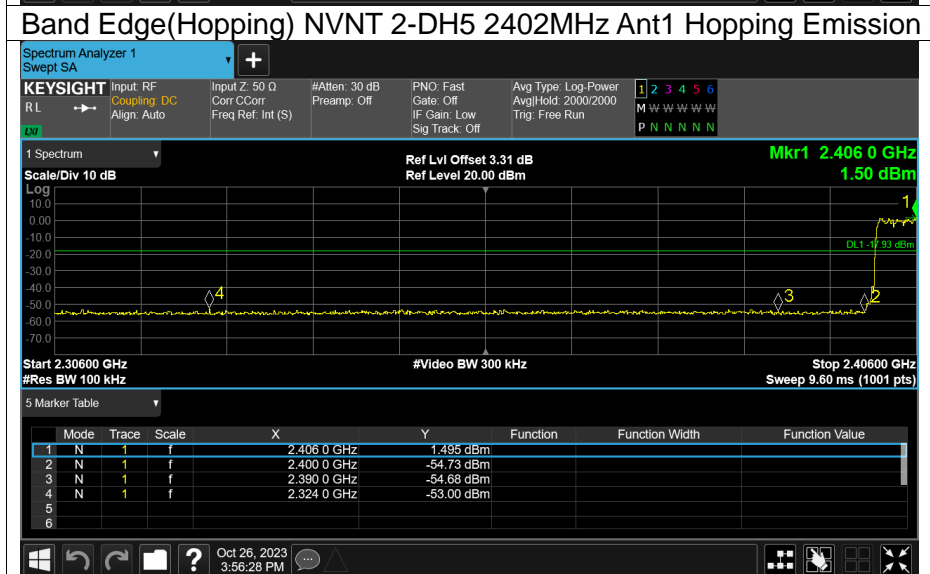 Band Edge(Hopping) NVNT 2-DH5 2402MHz Ant1 Hopping Emission
Spectrum Analyzer 1
Swept SA
+
KEYSIGHT Input: RF Input Z: 50 Ω #Atten: 30 dB PNO: Fast Avg Type: Log-Power 1 2 3 4 5 6
RL Coupling: DC Corr CCorr Preamp: Off Gate: Off Avg|Hold: 2000/2000 M W W W W W
Align: Auto Freq Ref: Int (S) IF Gain: Low Trig: Free Run
LXI Sig Track: Off P N N N N N
1 Spectrum Ref Lvl Offset 3.31 dB Mkr1 2.406 0 GHz
Scale/Div 10 dB Ref Level 20.00 dBm 1.50 dBm
Log
10.0 1
0.00
-10.0
DL1 -17.93 dBm
-20.0
-30.0
-40.0
4 3 2
-50.0
-60.0
-70.0
Start 2.30600 GHz #Video BW 300 kHz Stop 2.40600 GHz
#Res BW 100 kHz Sweep 9.60 ms (1001 pts)
5 Marker Table
Mode Trace Scale X Y Function Function Width Function Value
1 N 1 f 2.406 0 GHz 1.495 dBm
2 N 1 f 2.400 0 GHz -54.73 dBm
3 N 1 f 2.390 0 GHz -54.68 dBm
4 N 1 f 2.324 0 GHz -53.00 dBm
5
6
? Oct 26, 2023
3:56:28 PM